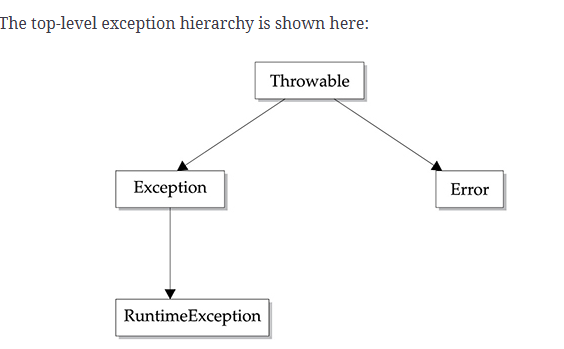 The top-level exception hierarchy is shown here:
Throwable
Exception
Error
RuntimeException